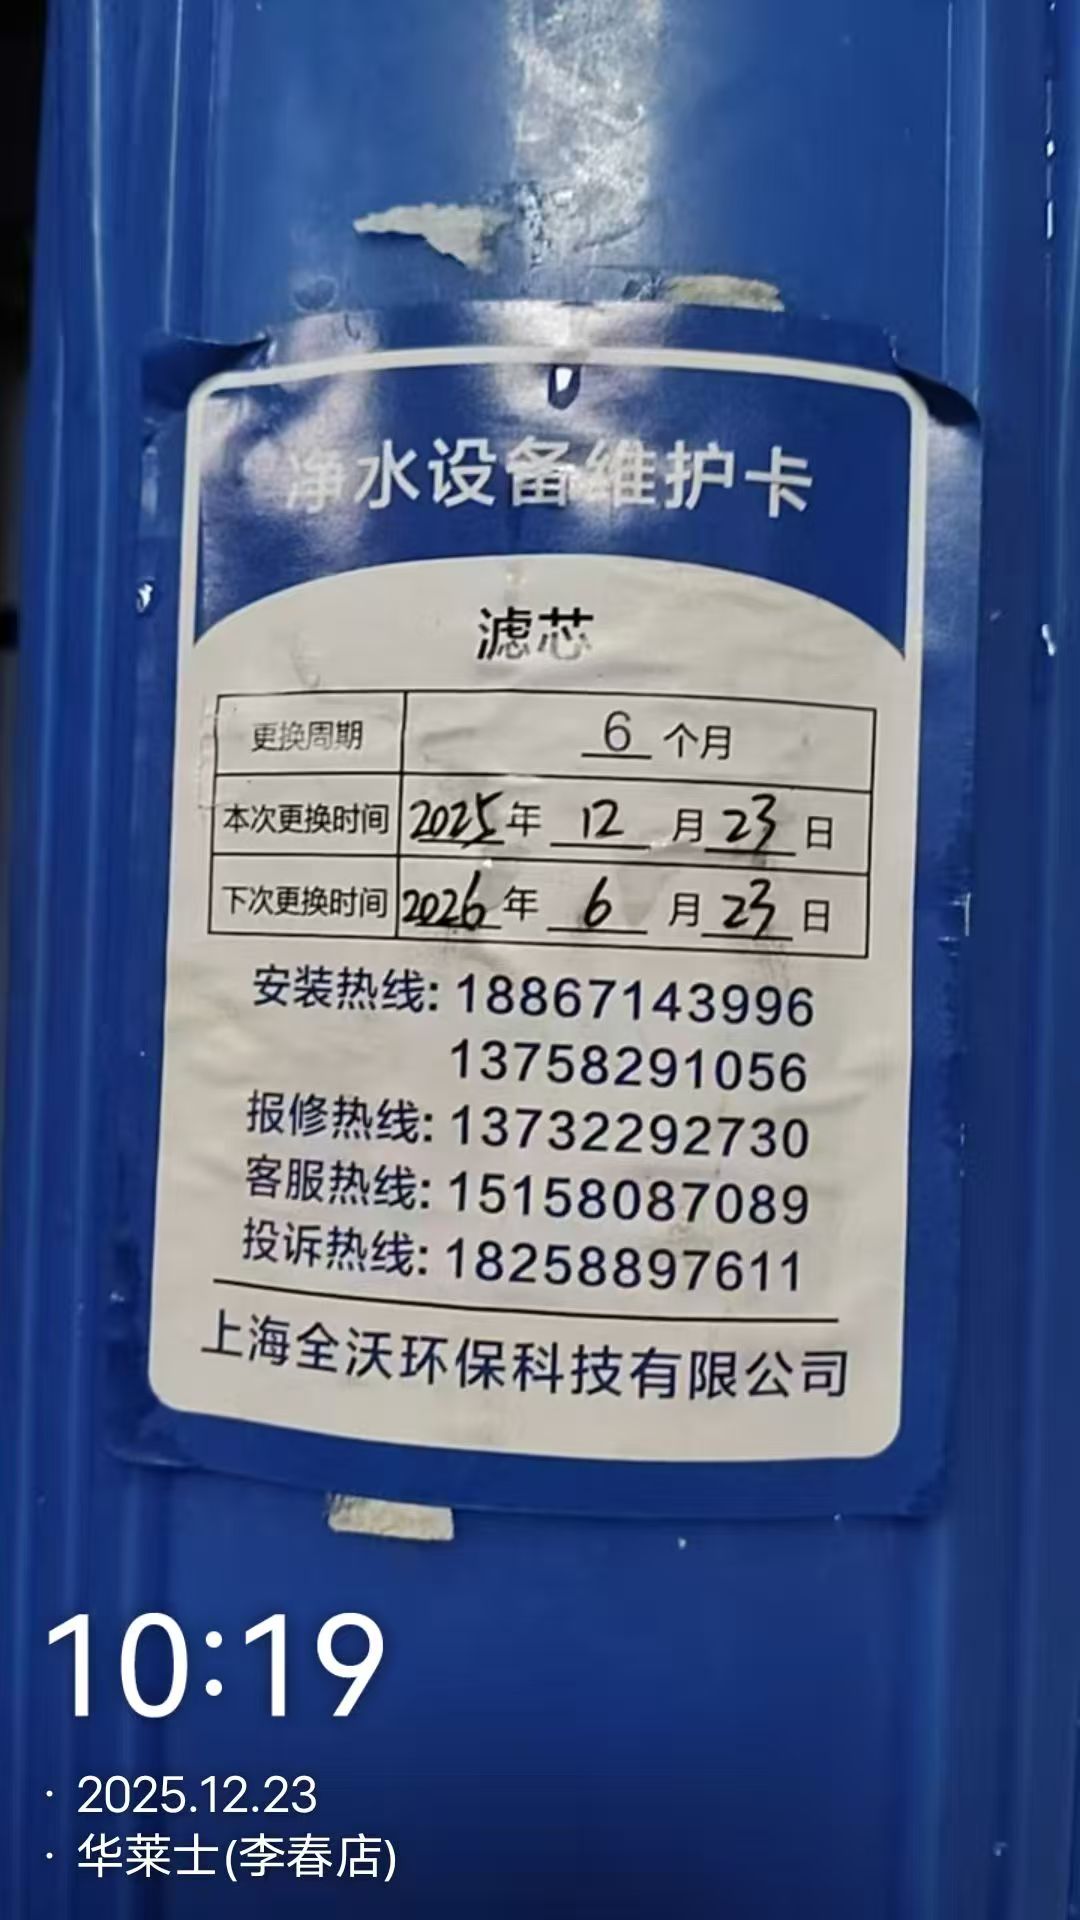 净水设备维护卡
滤芯
更换周期 6 个月
本次更换时间 2025 年 12 月 23 日
下次更换时间 2026 年 6 月 23 日
安装热线: 18867143996
13758291056
报修热线: 13732292730
客服热线: 15158087089
投诉热线: 18258897611
上海全沃环保科技有限公司
10:19
· 2025.12.23
· 华莱士(李春店)